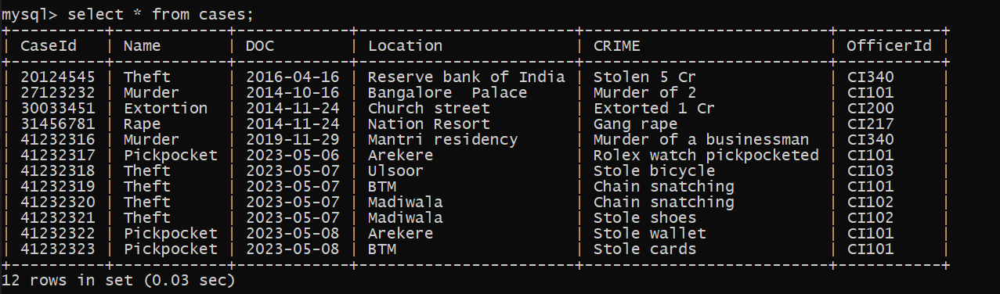 mysql> select * from cases;
+----------+------------+------------+-----------------------+---------------------------+-----------+
| CaseId   | Name       | DOC        | Location              | CRIME                     | OfficerId |
+----------+------------+------------+-----------------------+---------------------------+-----------+
| 20124545 | Theft      | 2016-04-16 | Reserve bank of India | Stolen 5 Cr               | CI340     |
| 27123232 | Murder     | 2014-10-16 | Bangalore  Palace     | Murder of 2               | CI101     |
| 30033451 | Extortion  | 2014-11-24 | Church street         | Extorted 1 Cr             | CI200     |
| 31456781 | Rape       | 2014-11-24 | Nation Resort         | Gang rape                 | CI217     |
| 41232316 | Murder     | 2019-11-29 | Mantri residency      | Murder of a businessman   | CI340     |
| 41232317 | Pickpocket | 2023-05-06 | Arekere               | Rolex watch pickpocketed  | CI101     |
| 41232318 | Theft      | 2023-05-07 | Ulsoor                | Stole bicycle             | CI103     |
| 41232319 | Theft      | 2023-05-07 | BTM                   | Chain snatching           | CI101     |
| 41232320 | Theft      | 2023-05-07 | Madiwala              | Chain snatching           | CI102     |
| 41232321 | Theft      | 2023-05-07 | Madiwala              | Stole shoes               | CI102     |
| 41232322 | Pickpocket | 2023-05-08 | Arekere               | Stole wallet              | CI101     |
| 41232323 | Pickpocket | 2023-05-08 | BTM                   | Stole cards               | CI101     |
+----------+------------+------------+-----------------------+---------------------------+-----------+
12 rows in set (0.03 sec)